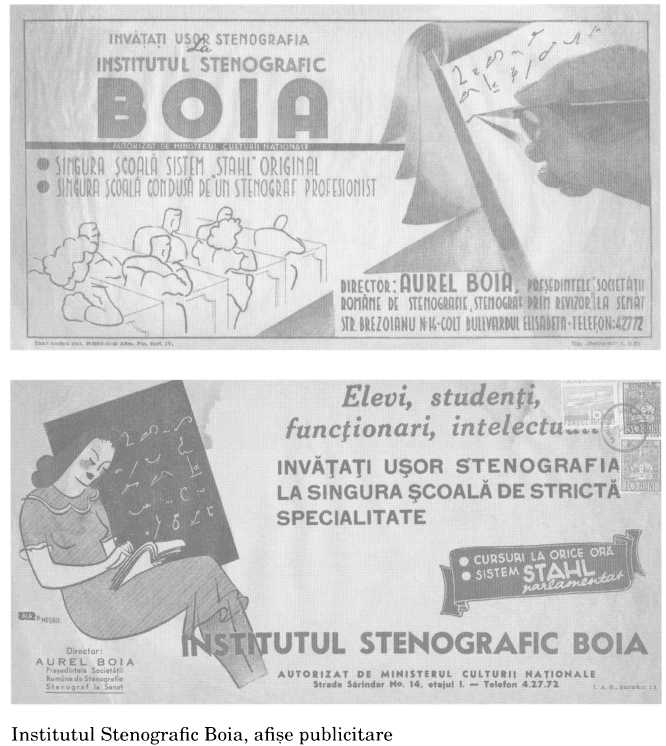 INVĂȚAȚI UȘOR STENOGRAFIA
La
INSTITUTUL STENOGRAFIC
BOIA
AUTORIZAT DE MINISTERUL CULTURII NAȚIONALE
SINGURA ȘCOALĂ SISTEM „STAHL" ORIGINAL
SINGURA ȘCOALĂ CONDUSĂ DE UN STENOGRAF PROFESIONIST
DIRECTOR: AUREL BOIA, PREȘEDINTELE SOCIETĂȚII
ROMÂNE DE STENOGRAFIE, STENOGRAF PRIM REVIZOR LA SENAT
STR. BREZOIANU N-14-COLȚ BULEVARDUL ELISABETA-TELEFON: 42772
Elevi, studenți,
funcționari, intelectuali
INVĂȚAȚI UȘOR STENOGRAFIA
LA SINGURA ȘCOALĂ DE STRICTĂ
SPECIALITATE
CURSURI LA ORICE ORĂ
SISTEM STAHL
parlamentar
P NEGRO
INSTITUTUL STENOGRAFIC BOIA
Director:
AUREL BOIA
Președintele Societății
Române de Stenografie
Stenograf la Senat
AUTORIZAT DE MINISTERUL CULTURII NAȚIONALE
Strada Sărindar No. 14, etajul I. — Telefon 4.27.72
Institutul Stenografic Boia, afișe publicitare